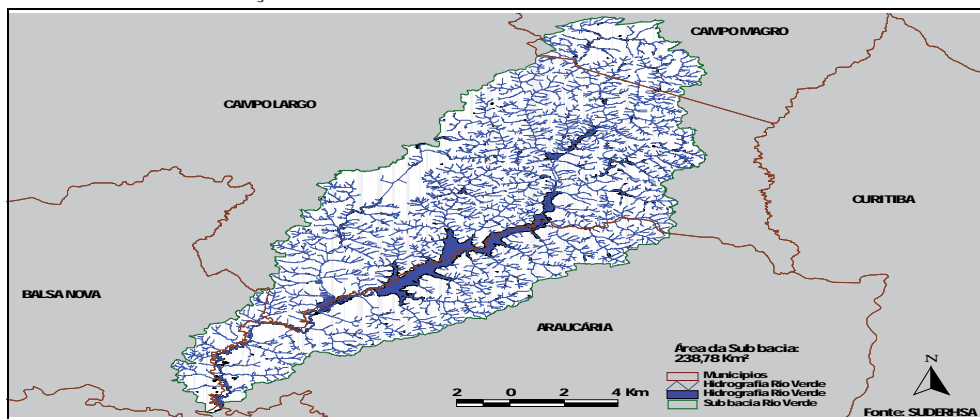 CAMPO MAGRO
CAMPO LARGO
CURITIBA
BALSA NOVA
ARAUCÁRIA
Área da Sub bacia:
238,78 Km²
Municípios
Hidrografia Rio Verde
Hidrografia Rio Verde
Sub bacia Rio Verde
N
2 0 2 4 Km
Fonte: SUDERHSA